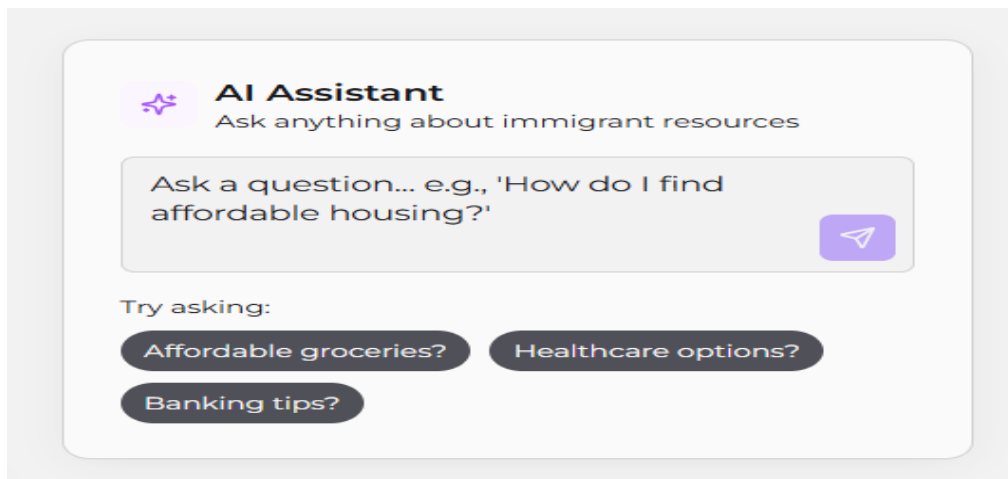 AI Assistant
Ask anything about immigrant resources
Ask a question... e.g., 'How do I find
affordable housing?'
Try asking:
Affordable groceries?
Healthcare options?
Banking tips?